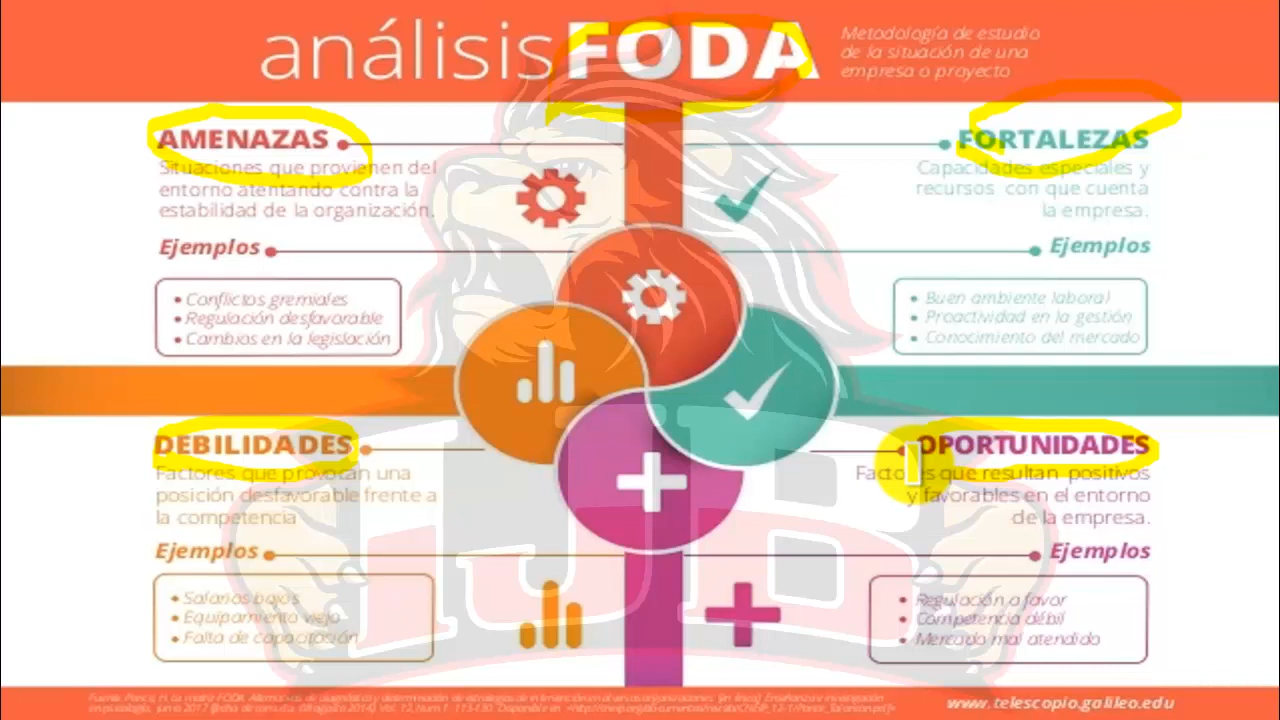 análisisFODA
Metodología de estudio
de la situación de una
empresa o proyecto
AMENAZAS
Situaciones que provienen del
entorno atentando contra la
estabilidad de la organización.
Ejemplos
• Conflictos gremiales
• Regulación desfavorable
• Cambios en la legislación
FORTALEZAS
Capacidades especiales y
recursos con que cuenta
la empresa.
Ejemplos
• Buen ambiente laboral
• Proactividad en la gestión
• Conocimiento del mercado
DEBILIDADES
Factores que provocan una
posición desfavorable frente a
la competencia
Ejemplos
• Salarios bajos
• Equipamiento viejo
• Falta de capacitación
OPORTUNIDADES
Factores que resultan positivos
y favorables en el entorno
de la empresa.
Ejemplos
• Regulación a favor
• Competencia débil
• Mercado mal atendido
IJB
www.telescopio.galileo.edu